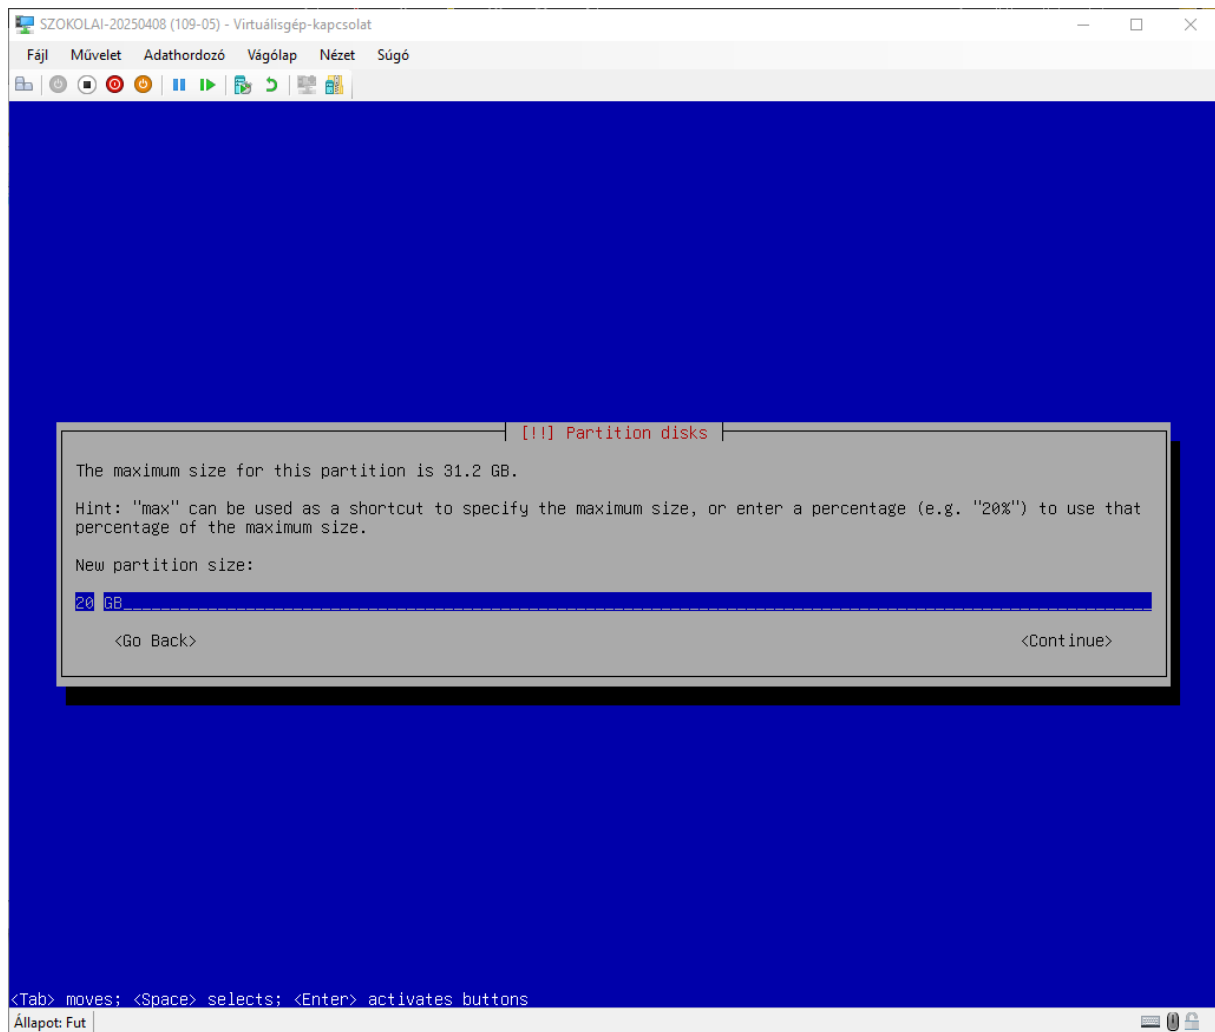 SZOKOLAI-20250408 (109-05) - Virtuálisgép-kapcsolat
Fájl Művelet Adathordozó Vágólap Nézet Súgó
[!!] Partition disks
The maximum size for this partition is 31.2 GB.
Hint: "max" can be used as a shortcut to specify the maximum size, or enter a percentage (e.g. "20%") to use that
percentage of the maximum size.
New partition size:
20 GB
<Go Back> <Continue>
<Tab> moves; <Space> selects; <Enter> activates buttons
Állapot: Fut